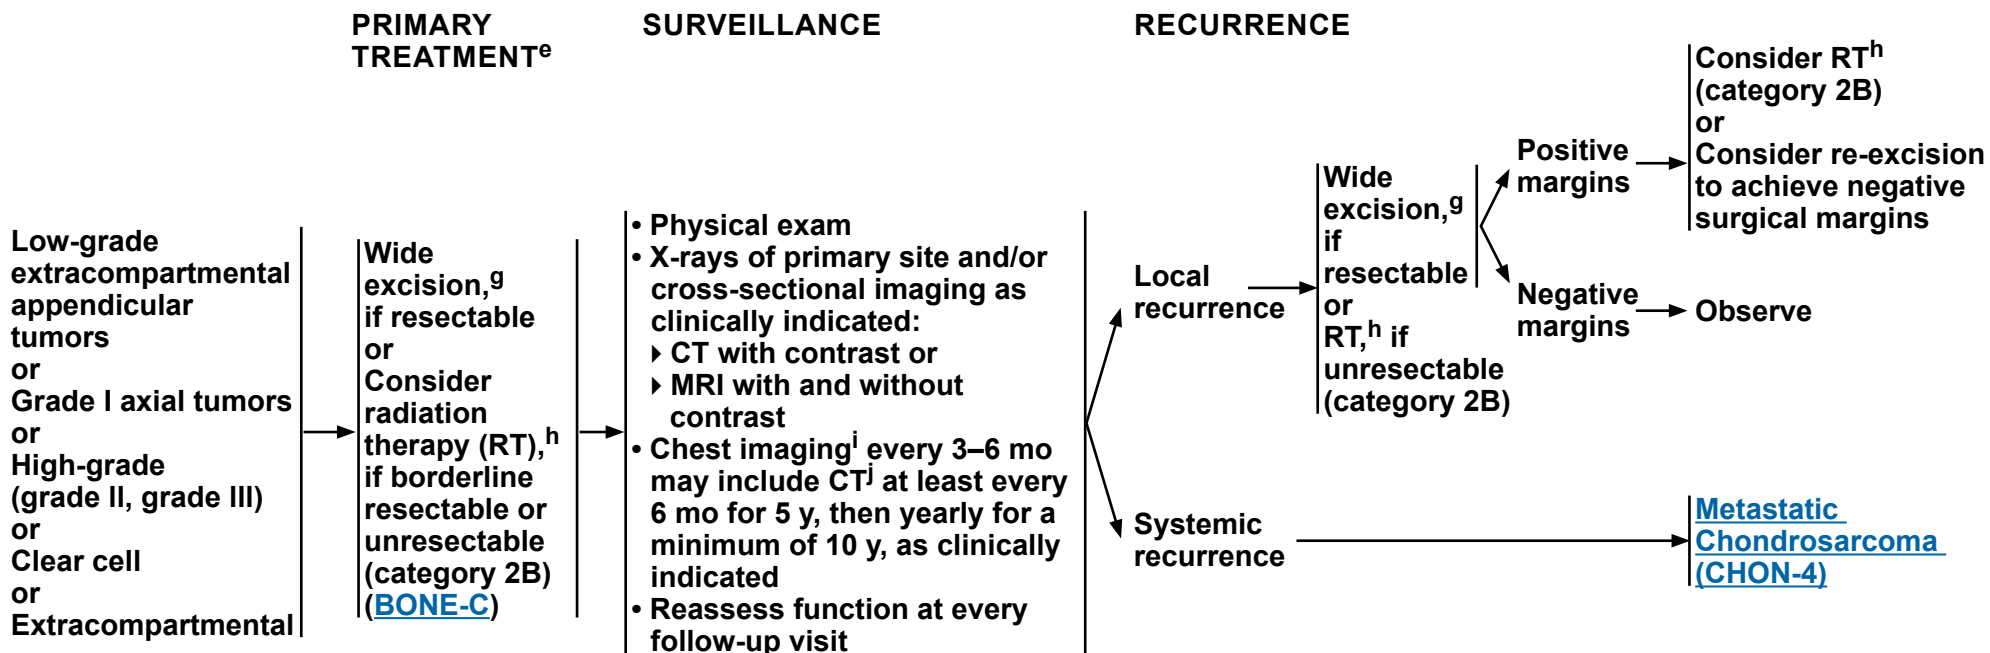 PRIMARY
TREATMENTe
SURVEILLANCE
RECURRENCE
Low-grade
extracompartmental
appendicular
tumors
or
Grade I axial tumors
or
High-grade
(grade II, grade III)
or
Clear cell
or
Extracompartmental
Wide
excision,g
if resectable
or
Consider
radiation
therapy (RT),h
if borderline
resectable or
unresectable
(category 2B)
(BONE-C)
• Physical exam
• X-rays of primary site and/or
cross-sectional imaging as
clinically indicated:
▸ CT with contrast or
▸ MRI with and without
contrast
• Chest imagingi every 3–6 mo
may include CTj at least every
6 mo for 5 y, then yearly for a
minimum of 10 y, as clinically
indicated
• Reassess function at every
follow-up visit
Local
recurrence
Wide
excision,g
if
resectable
or
RT,h if
unresectable
(category 2B)
Positive
margins
Consider RTh
(category 2B)
or
Consider re-excision
to achieve negative
surgical margins
Negative
margins
Observe
Systemic
recurrence
Metastatic
Chondrosarcoma
(CHON-4)